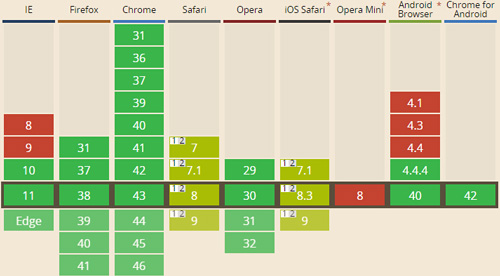 IE Firefox Chrome Safari Opera iOS Safari* Opera Mini* Android Browser* Chrome for Android
31
36
37
39
8 40 4.1
9 31 41 1 2 7 4.3
10 37 42 1 2 7.1 29 1 2 7.1 4.4
11 38 43 1 2 8 30 1 2 8.3 8 40 42
Edge 39 44 1 2 9 31 1 2 9
40 45 32
41 46
4.4.4